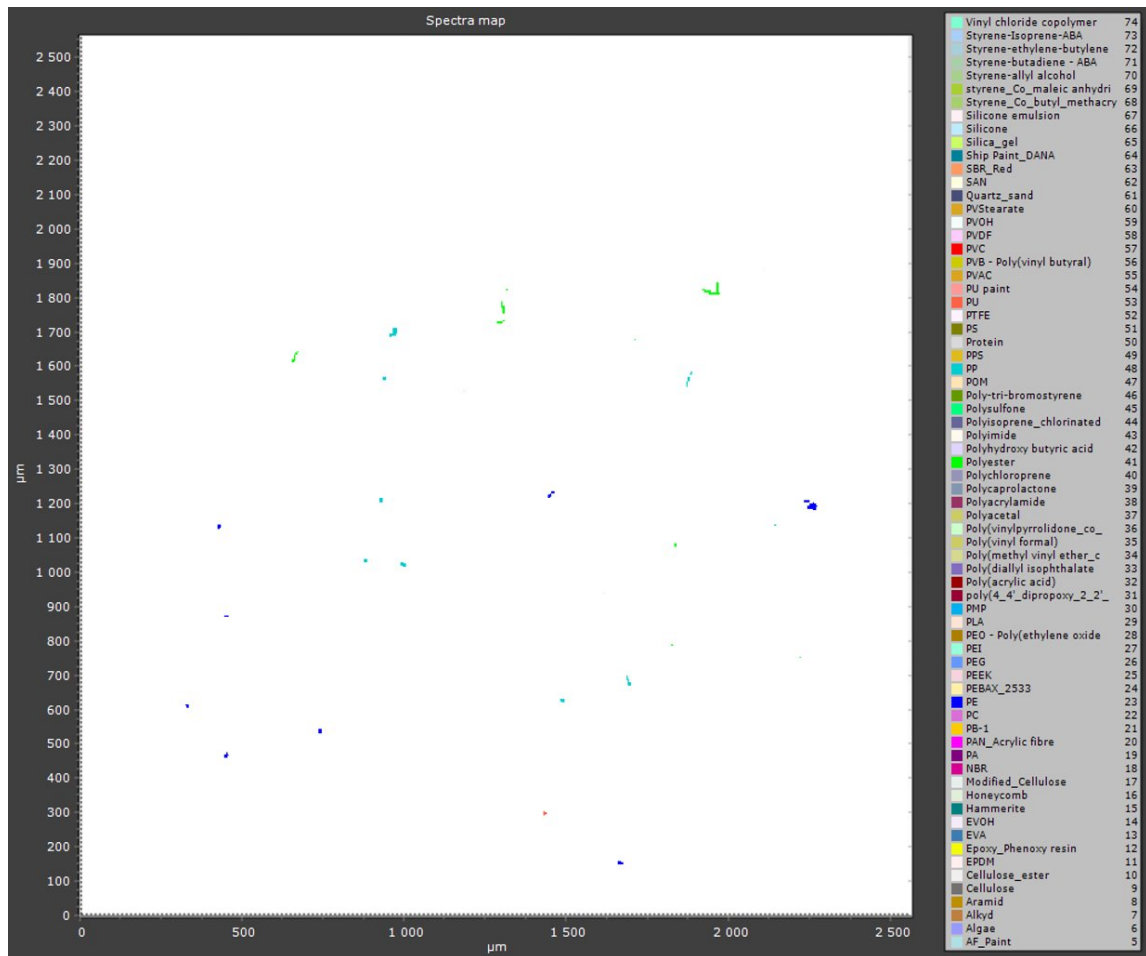 Spectra map
2 500
2 400
2 300
2 200
2 100
2 000
1 900
1 800
1 700
1 600
1 500
1 400
1 300
1 200
1 100
1 000
900
800
700
600
500
400
300
200
100
0
µm
0 500 1 000 1 500 2 000 2 500
µm
Vinyl chloride copolymer 74
Styrene-Isoprene-ABA 73
Styrene-ethylene-butylene 72
Styrene-butadiene - ABA 71
Styrene-allyl alcohol 70
styrene_Co_maleic anhydri 69
Styrene_Co_butyl_methacry 68
Silicone emulsion 67
Silicone 66
Silica_gel 65
Ship Paint_DANA 64
SBR_Red 63
SAN 62
Quartz_sand 61
PVStearate 60
PVOH 59
PVDF 58
PVC 57
PVB - Poly(vinyl butyral) 56
PVAC 55
PU paint 54
PU 53
PTFE 52
PS 51
Protein 50
PPS 49
PP 48
POM 47
Poly-tri-bromostyrene 46
Polysulfone 45
Polyisoprene_chlorinated 44
Polyimide 43
Polyhydroxy butyric acid 42
Polyester 41
Polychloroprene 40
Polycaprolactone 39
Polyacrylamide 38
Polyacetal 37
Poly(vinylpyrrolidone_co_ 36
Poly(vinyl formal) 35
Poly(methyl vinyl ether_c 34
Poly(diallyl isophthalate 33
Poly(acrylic acid) 32
poly(4_4'_dipropoxy_2_2'_ 31
PMP 30
PLA 29
PEO - Poly(ethylene oxide 28
PEI 27
PEG 26
PEEK 25
PEBAX_2533 24
PE 23
PC 22
PB-1 21
PAN_Acrylic fibre 20
PA 19
NBR 18
Modified_Cellulose 17
Honeycomb 16
Hammerite 15
EVOH 14
EVA 13
Epoxy_Phenoxy resin 12
EPDM 11
Cellulose_ester 10
Cellulose 9
Aramid 8
Alkyd 7
Algae 6
AF_Paint 5